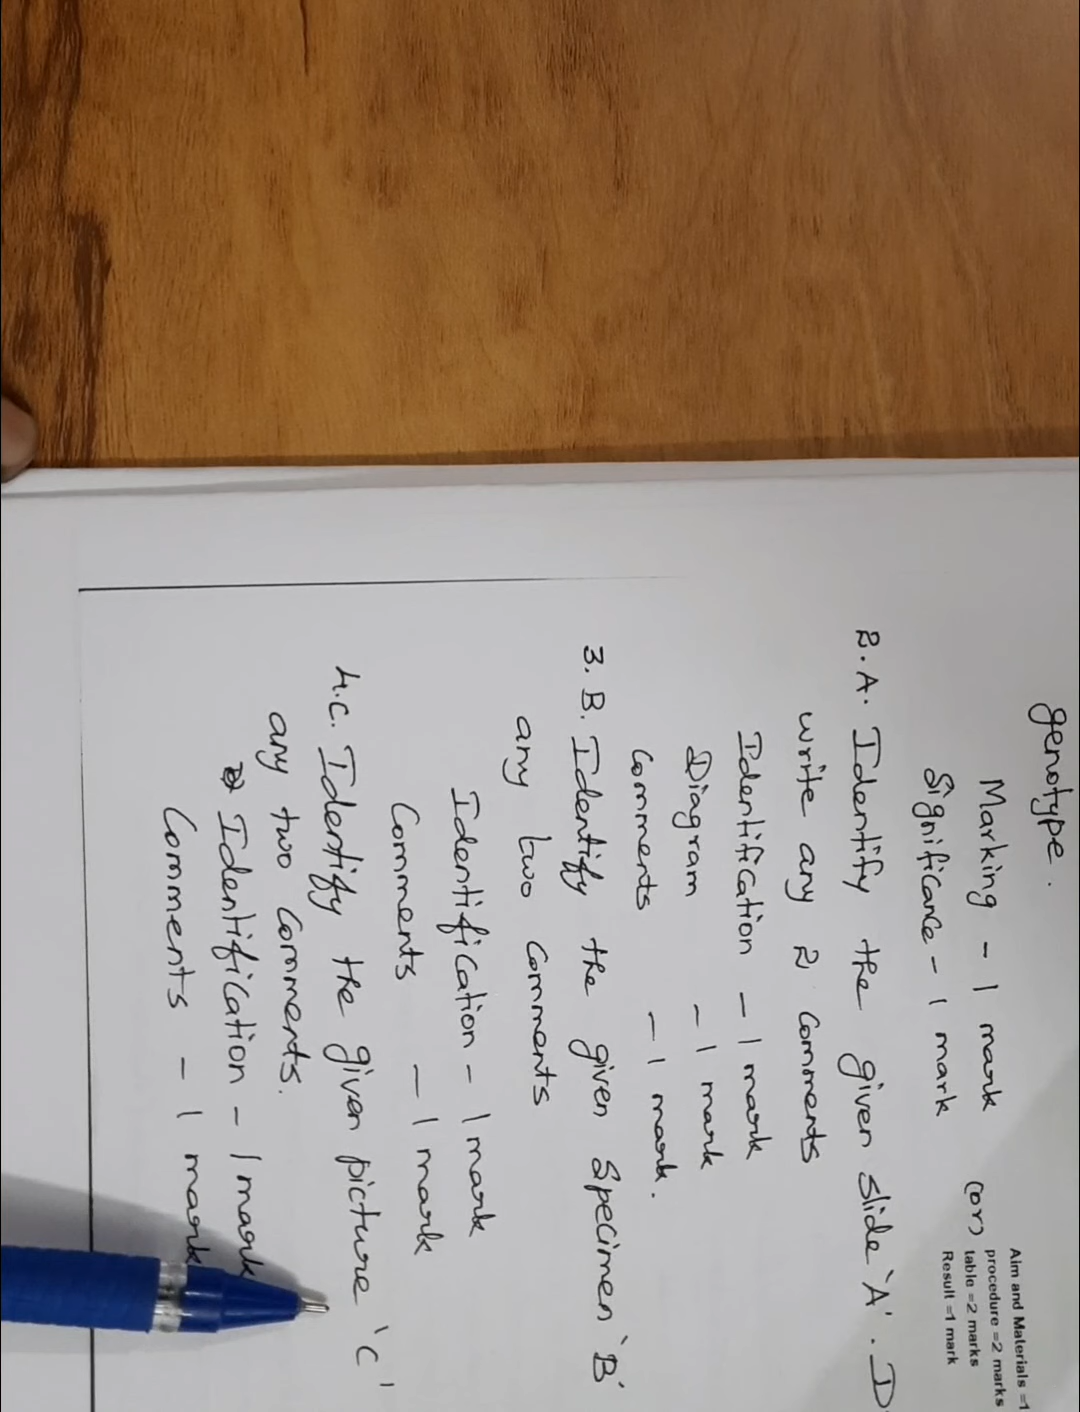 genotype.
Marking - 1 mark
Significance - 1 mark
(or)
Aim and Materials =1
procedure =2 marks
table =2 marks
Result =1 mark
2. A. Identify the given slide 'A'. D
write any 2 comments
Identification - 1 mark
Diagram - 1 mark
Comments - 1 mark.
3. B. Identify the given Specimen 'B'
any two comments
Identification - 1 mark
Comments - 1 mark
4.C. Identify the given picture 'C'
any two comments.
Identification - 1 mark
Comments - 1 mark